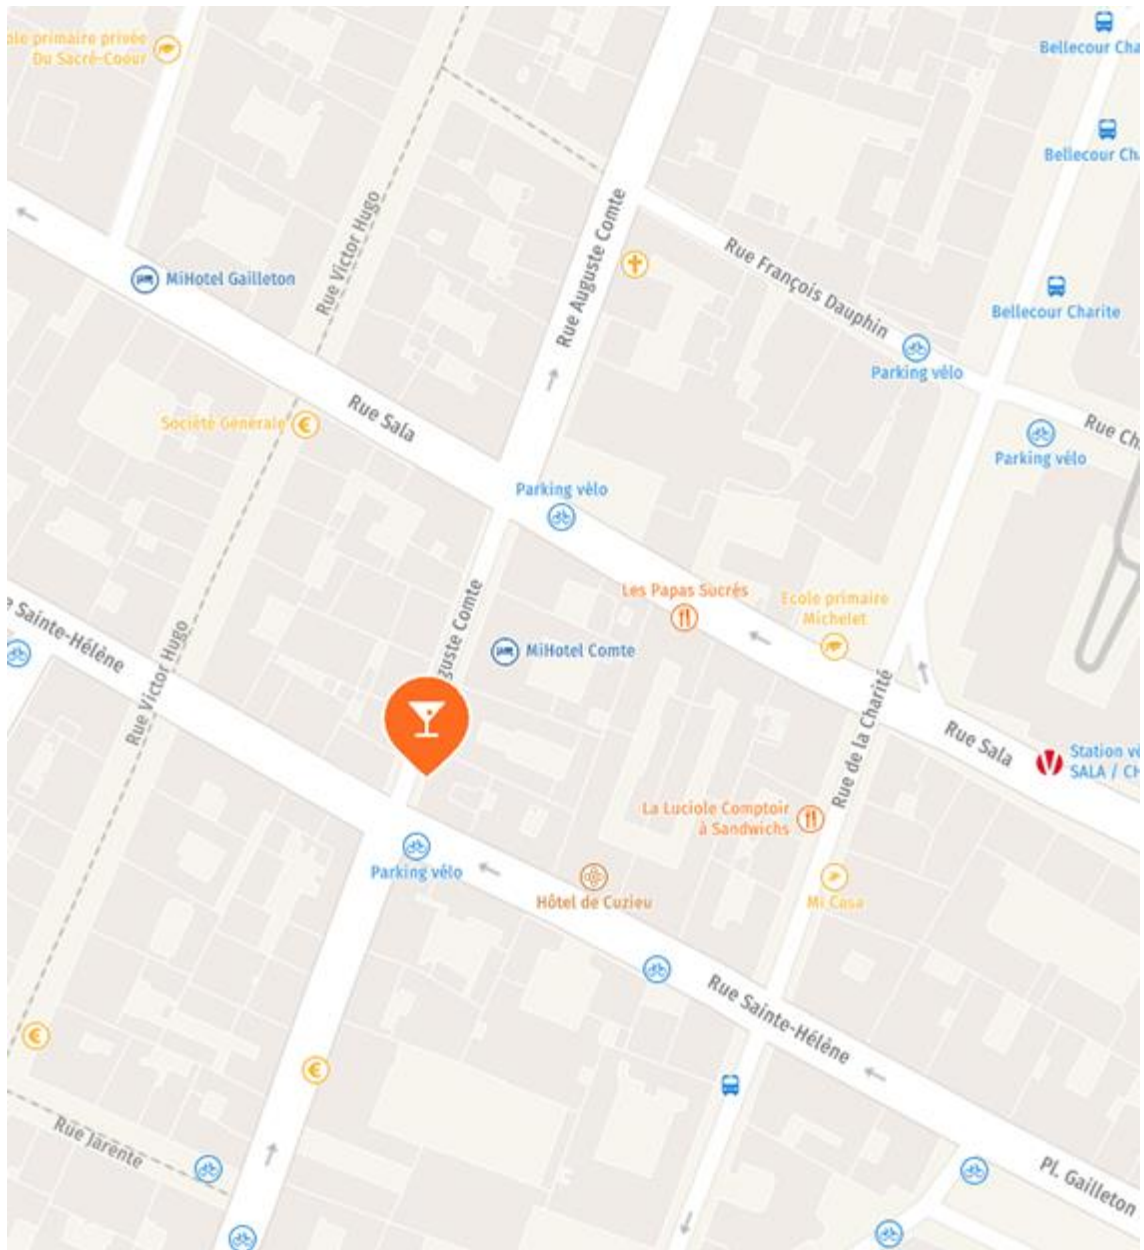 ole primaire privée
Du Sacré-Coeur
Bellecour Cha
Bellecour Ch
Rue Victor Hugo
Rue Auguste Comte
Rue François Dauphin
MiHotel Gailleton
Bellecour Charite
Parking vélo
Rue Sala
Société Générale
Rue Ch
Parking vélo
Parking vélo
Les Papas Sucrés
Ecole primaire
Michelet
e Sainte-Hélène
Rue Victor Hugo
guste Comte
MiHotel Comte
Rue de la Charité
Rue Sala
Station vé
SALA / CH
La Luciole Comptoir
à Sandwichs
Parking vélo
Hôtel de Cuzieu
Mi Casa
Rue Sainte-Hélène
Rue Jarente
Pl. Gailleton